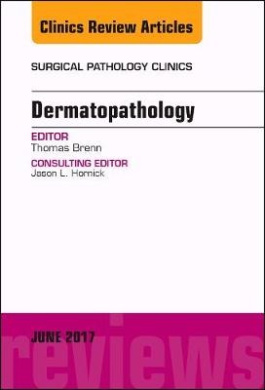 Clinics Review Articles
SURGICAL PATHOLOGY CLINICS
Dermatopathology
EDITOR
Thomas Brenn
CONSULTING EDITOR
Jason L. Hornick
JUNE 2017
reviews